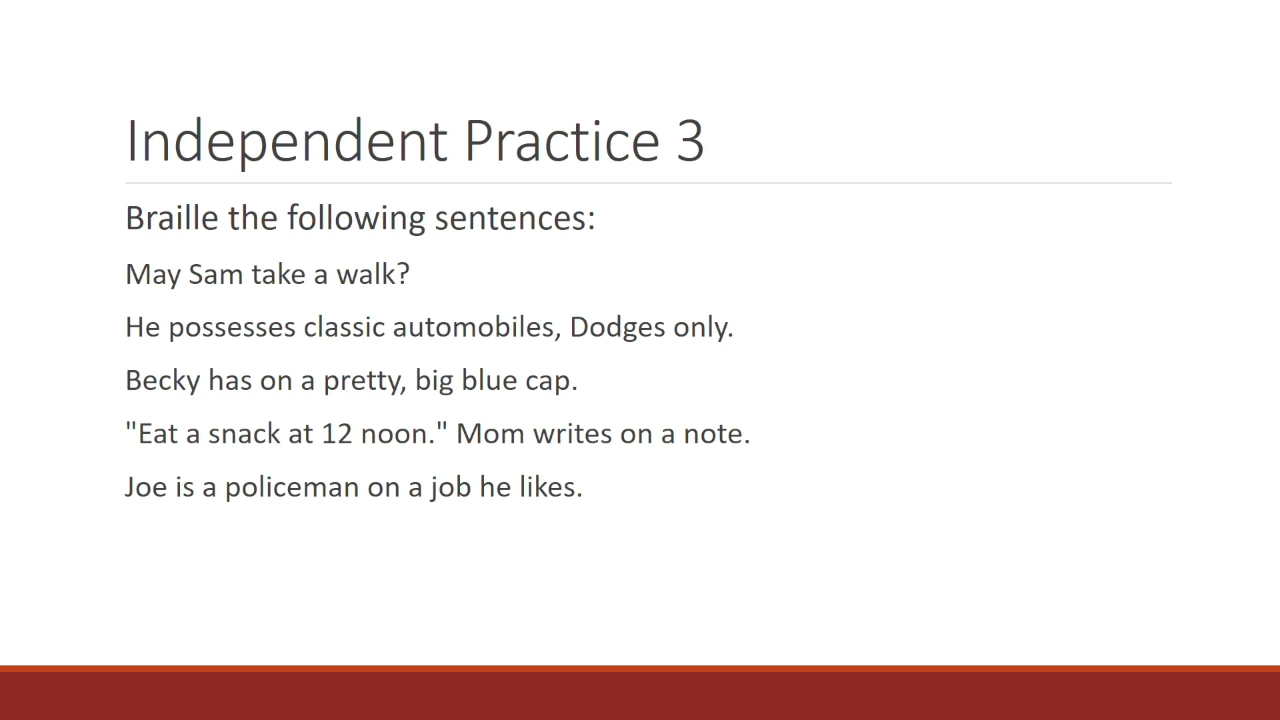 Independent Practice 3
Braille the following sentences:
May Sam take a walk?
He possesses classic automobiles, Dodges only.
Becky has on a pretty, big blue cap.
"Eat a snack at 12 noon." Mom writes on a note.
Joe is a policeman on a job he likes.